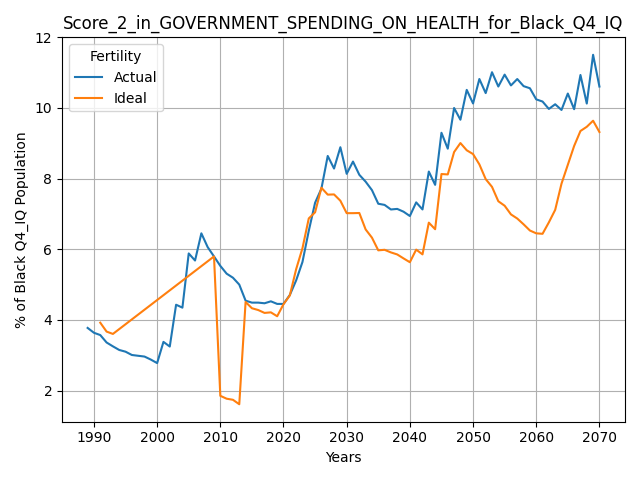 Score_2_in_GOVERNMENT_SPENDING_ON_HEALTH_for_Black_Q4_IQ
Fertility
Actual
Ideal
% of Black Q4_IQ Population
12
10
8
6
4
2
1990 2000 2010 2020 2030 2040 2050 2060 2070
Years